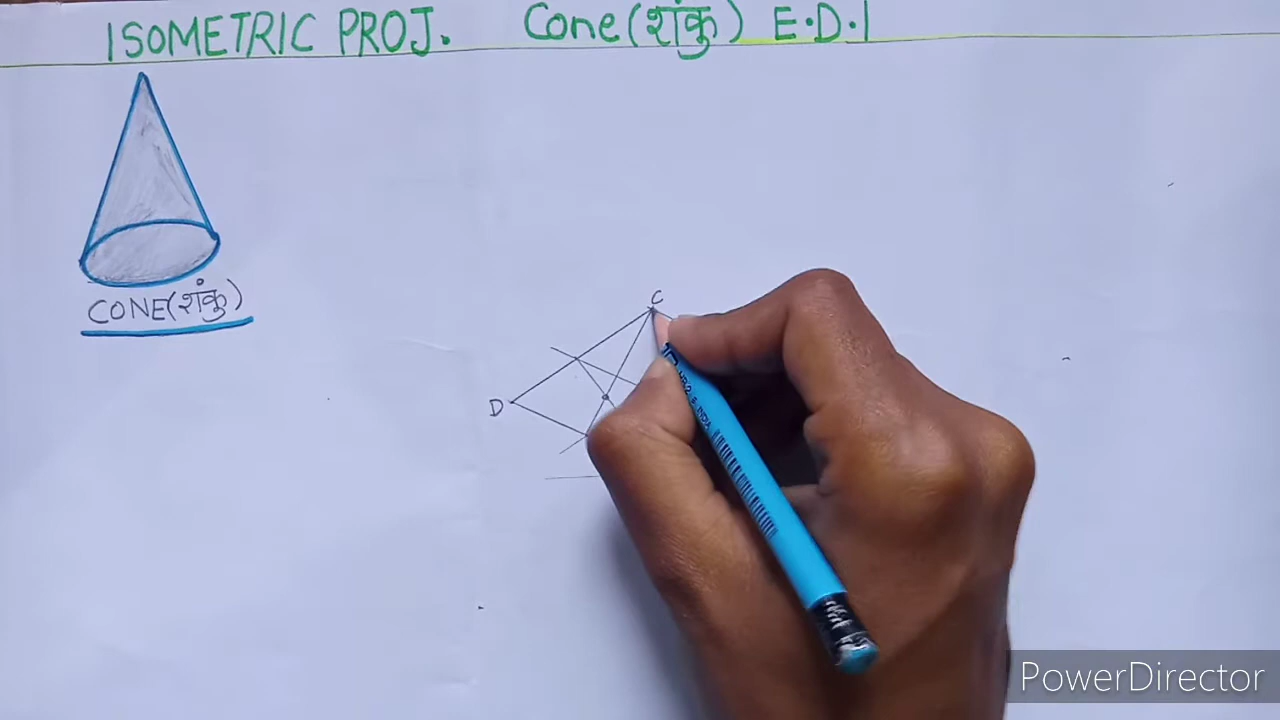 ISOMETRIC PROJ. Cone(शंकु) E.D.I
CONE(शंकु)
C
D
PowerDirector